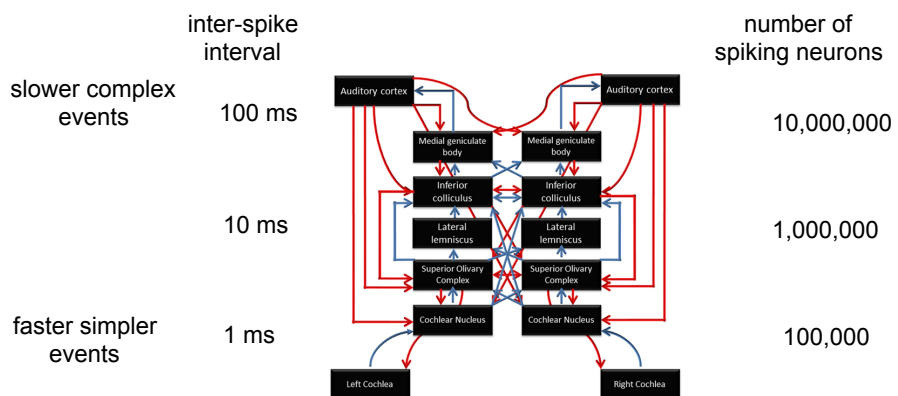 inter-spike
interval
number of
spiking neurons
slower complex
events
100 ms
Auditory cortex
Auditory cortex
10,000,000
Medial geniculate
body
Medial geniculate
body
Inferior
colliculus
Inferior
colliculus
10 ms
Lateral
lemniscus
Lateral
lemniscus
1,000,000
Superior Olivary
Complex
Superior Olivary
Complex
faster simpler
events
1 ms
Cochlear Nucleus
Cochlear Nucleus
100,000
Left Cochlea
Right Cochlea